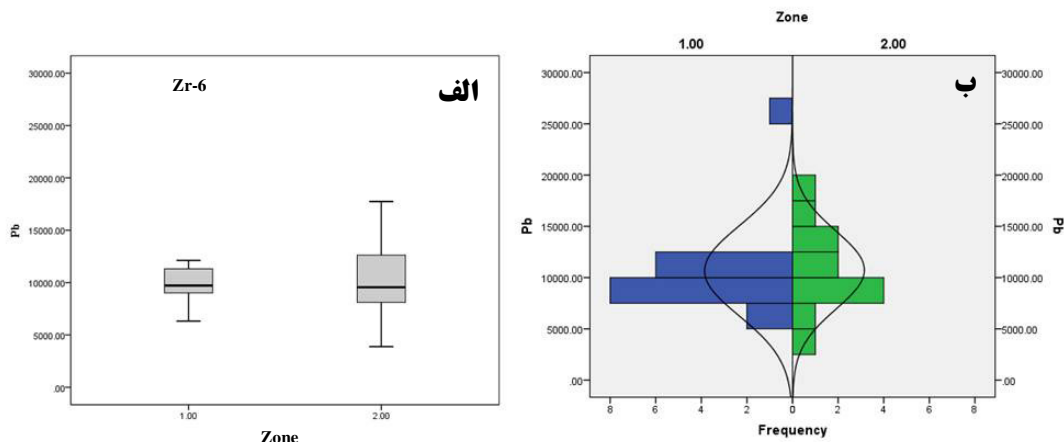 Zr-6
الف
30000.00
25000.00
20000.00
15000.00
10000.00
5000.00
.00
Pb
1.00 2.00
Zone
Zone
1.00 2.00
ب
30000.00 30000.00
25000.00 25000.00
20000.00 20000.00
15000.00 15000.00
10000.00 10000.00
5000.00 5000.00
.00 .00
Pb Pb
8 6 4 2 0 2 4 6 8
Frequency